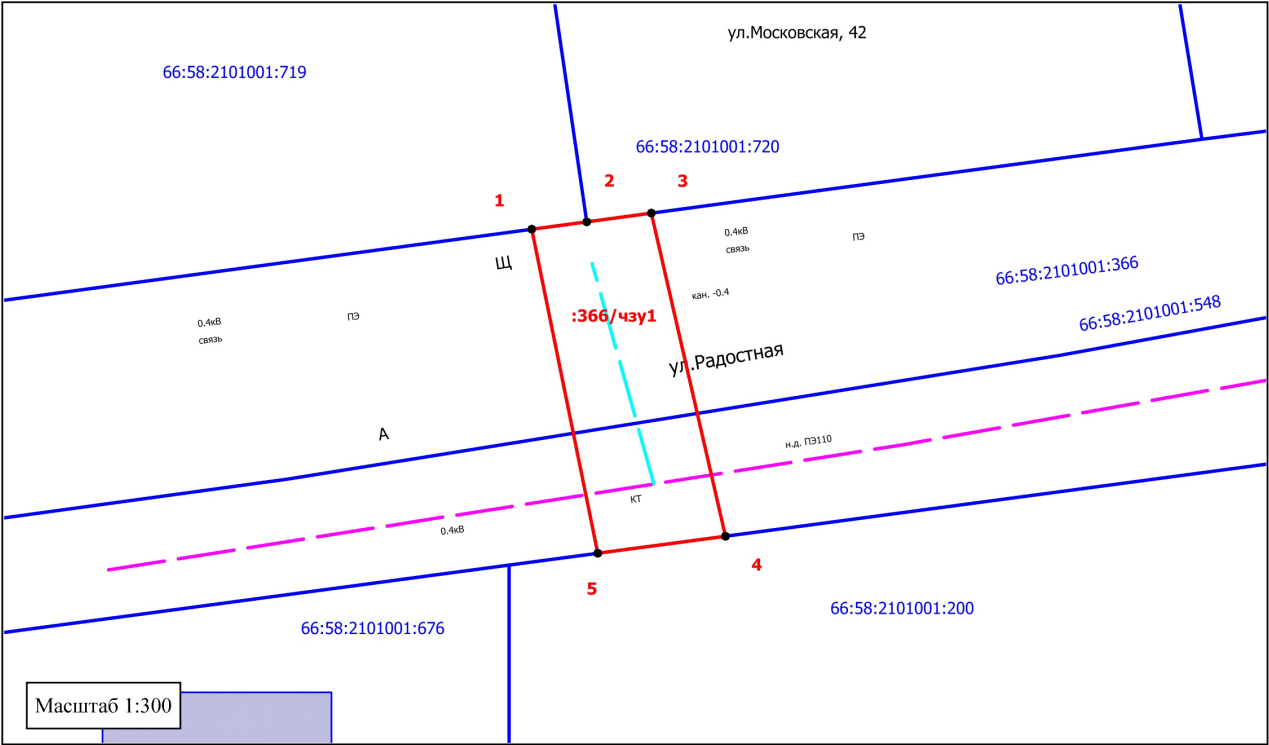 ул.Московская, 42
66:58:2101001:719
66:58:2101001:720
2
3
1
0.4кВ
связь
ПЭ
Щ
66:58:2101001:366
кан. -0.4
66:58:2101001:548
:366/чзу1
0.4кВ
связь
ПЭ
ул.Радостная
А
н.д. ПЭ110
КТ
0.4кВ
4
5
66:58:2101001:200
66:58:2101001:676
Масштаб 1:300